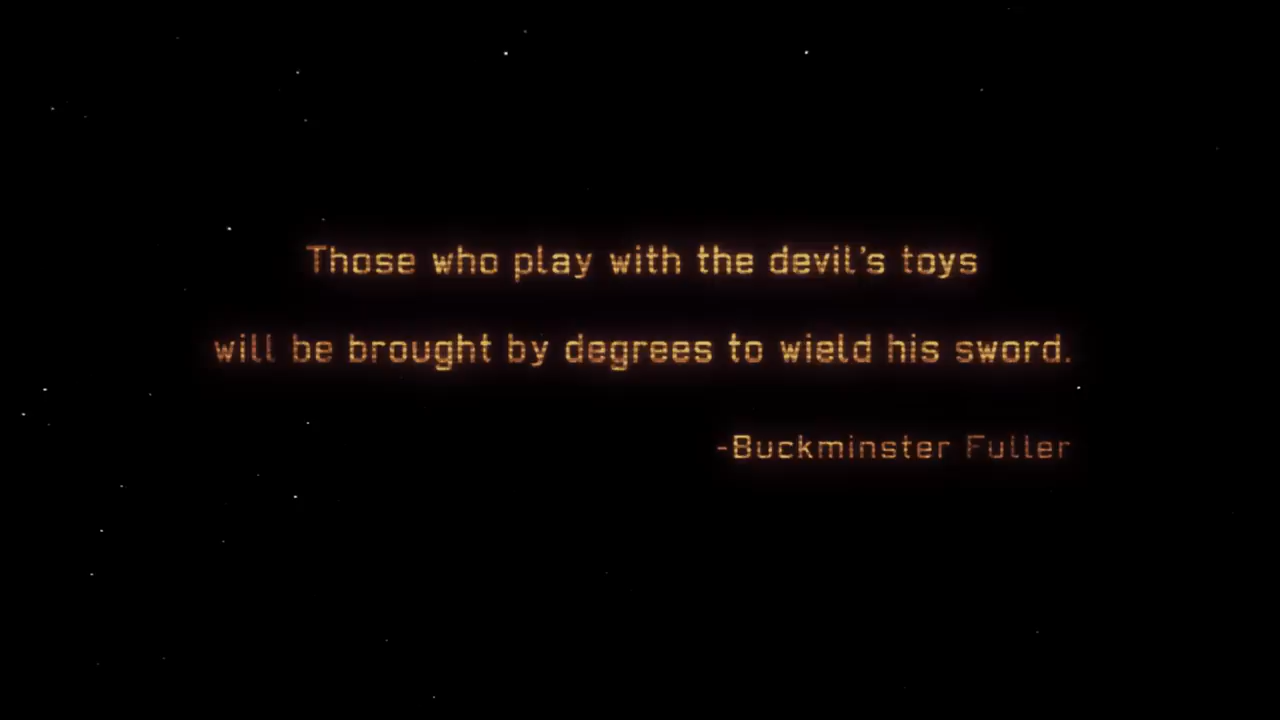 Those who play with the devil’s toys
will be brought by degrees to wield his sword.
-Buckminster Fuller